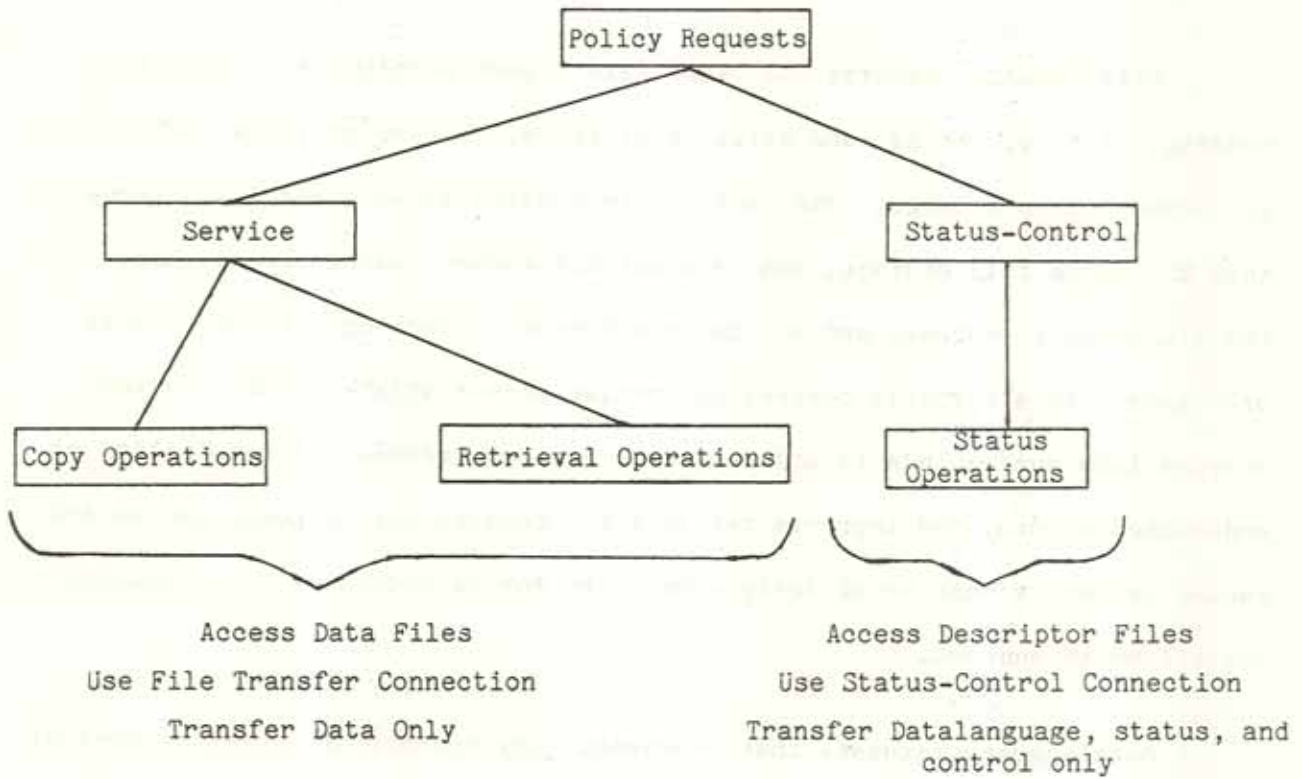 Policy Requests
Service
Status-Control
Copy Operations
Retrieval Operations
Status
Operations
Access Data Files
Use File Transfer Connection
Transfer Data Only
Access Descriptor Files
Use Status-Control Connection
Transfer Datalanguage, status, and
control only